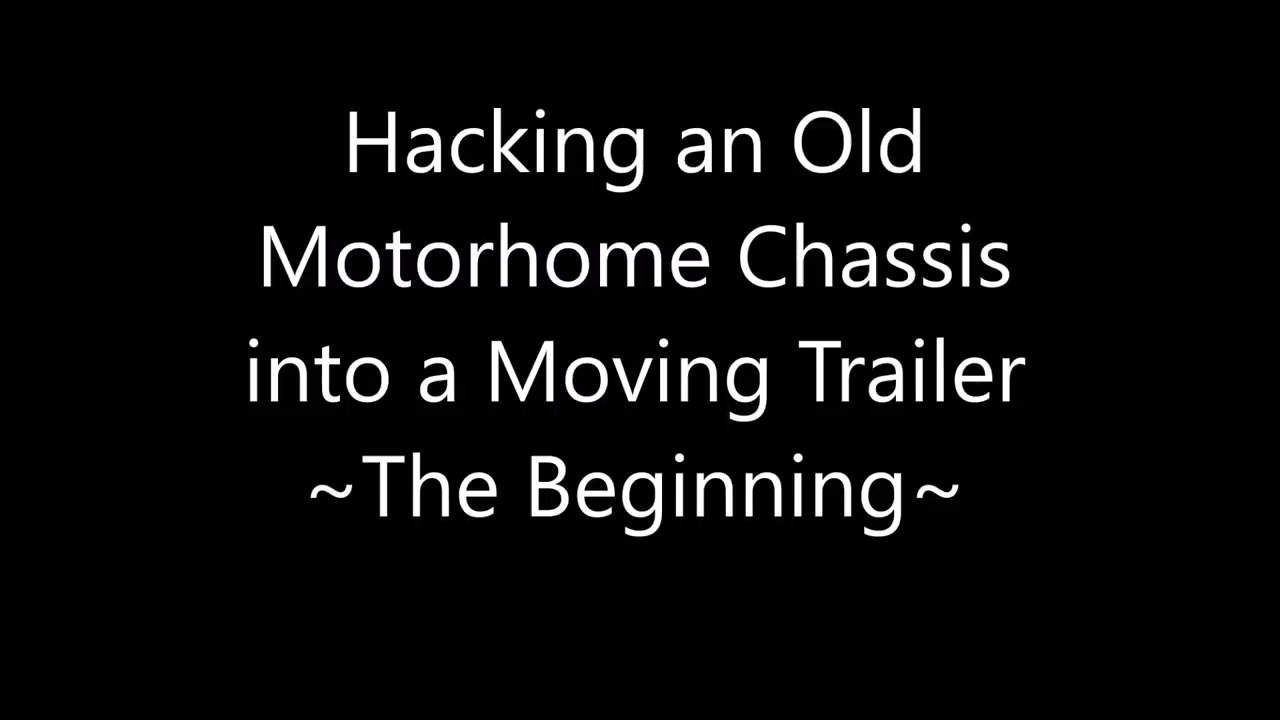 Hacking an Old
Motorhome Chassis
into a Moving Trailer
~The Beginning~